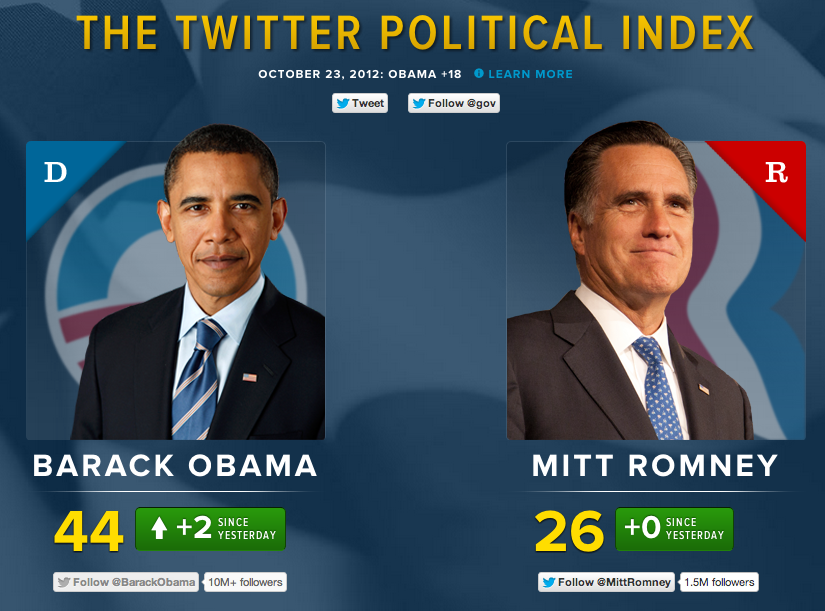 THE TWITTER POLITICAL INDEX
OCTOBER 23, 2012: OBAMA +18 LEARN MORE
Tweet Follow @gov
D
R
BARACK OBAMA
MITT ROMNEY
44 +2 SINCE YESTERDAY
26 +0 SINCE YESTERDAY
Follow @BarackObama 10M+ followers
Follow @MittRomney 1.5M followers